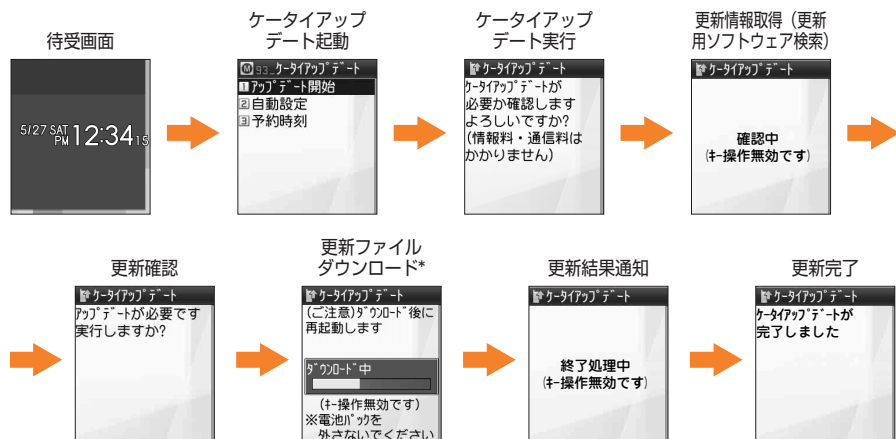 待受画面
ケータイアップ
デート起動
ケータイアップ
デート実行
更新情報取得（更新
用ソフトウェア検索）
5/27 SAT
PM 12:34 15
M 93_ｹｰﾀｲｱｯﾌﾟﾃﾞｰﾄ
1 ｱｯﾌﾟﾃﾞｰﾄ開始
2 自動設定
3 予約時刻
ｹｰﾀｲｱｯﾌﾟﾃﾞｰﾄ
ｹｰﾀｲｱｯﾌﾟﾃﾞｰﾄが
必要か確認します
よろしいですか?
(情報料・通信料は
かかりません)
ｹｰﾀｲｱｯﾌﾟﾃﾞｰﾄ
確認中
(ｷｰ操作無効です)
更新確認
更新ファイル
ダウンロード*
更新結果通知
更新完了
ｹｰﾀｲｱｯﾌﾟﾃﾞｰﾄ
ｱｯﾌﾟﾃﾞｰﾄが必要です
実行しますか?
ｹｰﾀｲｱｯﾌﾟﾃﾞｰﾄ
(ご注意)ﾀﾞｳﾝﾛｰﾄﾞ後に
再起動します
ﾀﾞｳﾝﾛｰﾄﾞ中
(ｷｰ操作無効です)
※電池ﾊﾟｯｸを
外さないでください
ｹｰﾀｲｱｯﾌﾟﾃﾞｰﾄ
終了処理中
(ｷｰ操作無効です)
ｹｰﾀｲｱｯﾌﾟﾃﾞｰﾄ
ｹｰﾀｲｱｯﾌﾟﾃﾞｰﾄが
完了しました